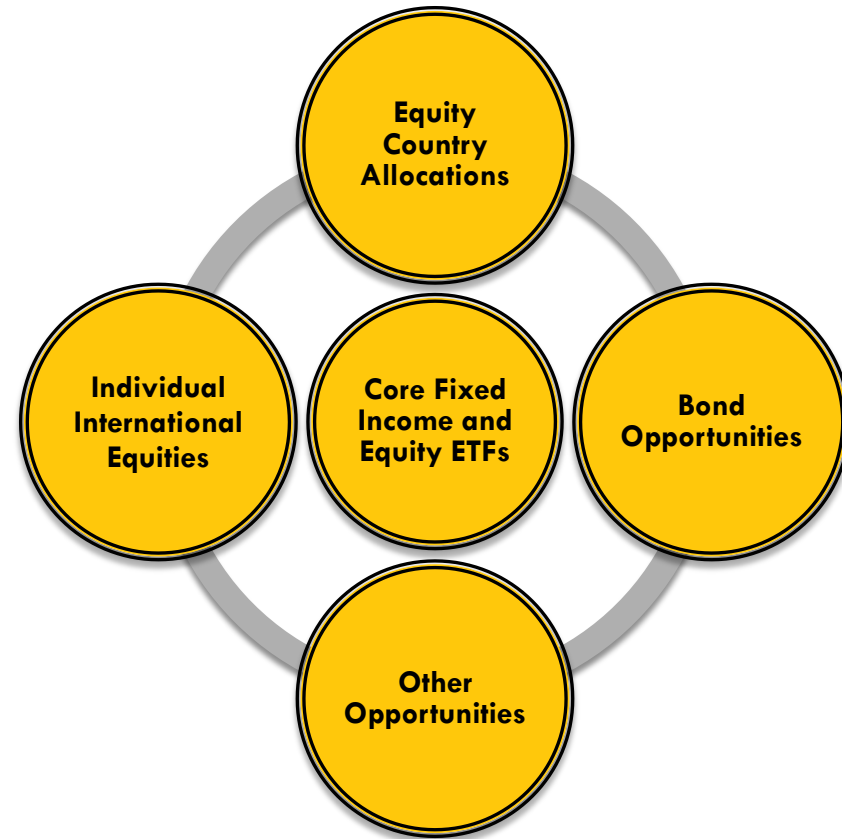 Equity
Country
Allocations
Individual
International
Equities
Core Fixed
Income and
Equity ETFs
Bond
Opportunities
Other
Opportunities